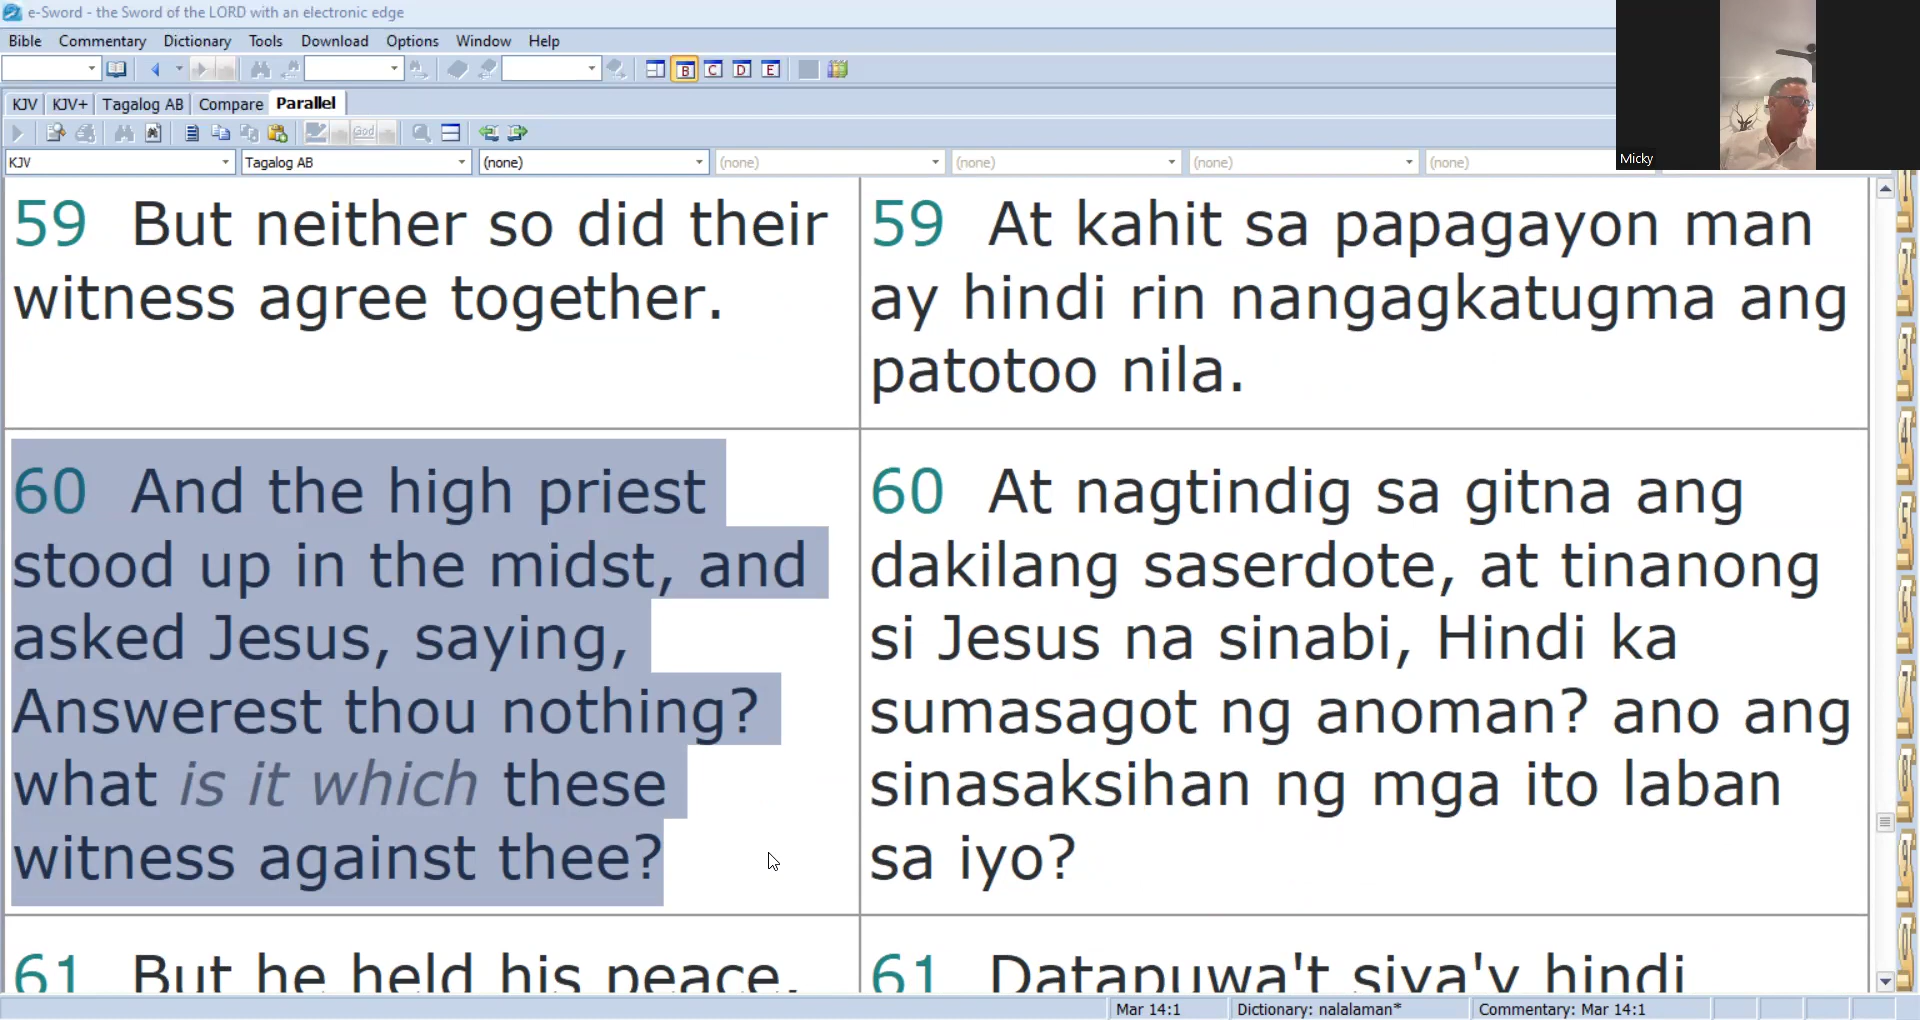 e-Sword - the Sword of the LORD with an electronic edge
Bible Commentary Dictionary Tools Download Options Window Help
B C D E
KJV KJV+ Tagalog AB Compare Parallel
God
KJV Tagalog AB (none) (none) (none) (none) (none)
Micky
59 But neither so did their
witness agree together.
59 At kahit sa papagayon man
ay hindi rin nangagkatugma ang
patotoo nila.
60 And the high priest
stood up in the midst, and
asked Jesus, saying,
Answerest thou nothing?
what is it which these
witness against thee?
60 At nagtindig sa gitna ang
dakilang saserdote, at tinanong
si Jesus na sinabi, Hindi ka
sumasagot ng anoman? ano ang
sinasaksihan ng mga ito laban
sa iyo?
61 But he held his peace,
61 Datapuwa't siya'y hindi
Mar 14:1 Dictionary: nalalaman* Commentary: Mar 14:1